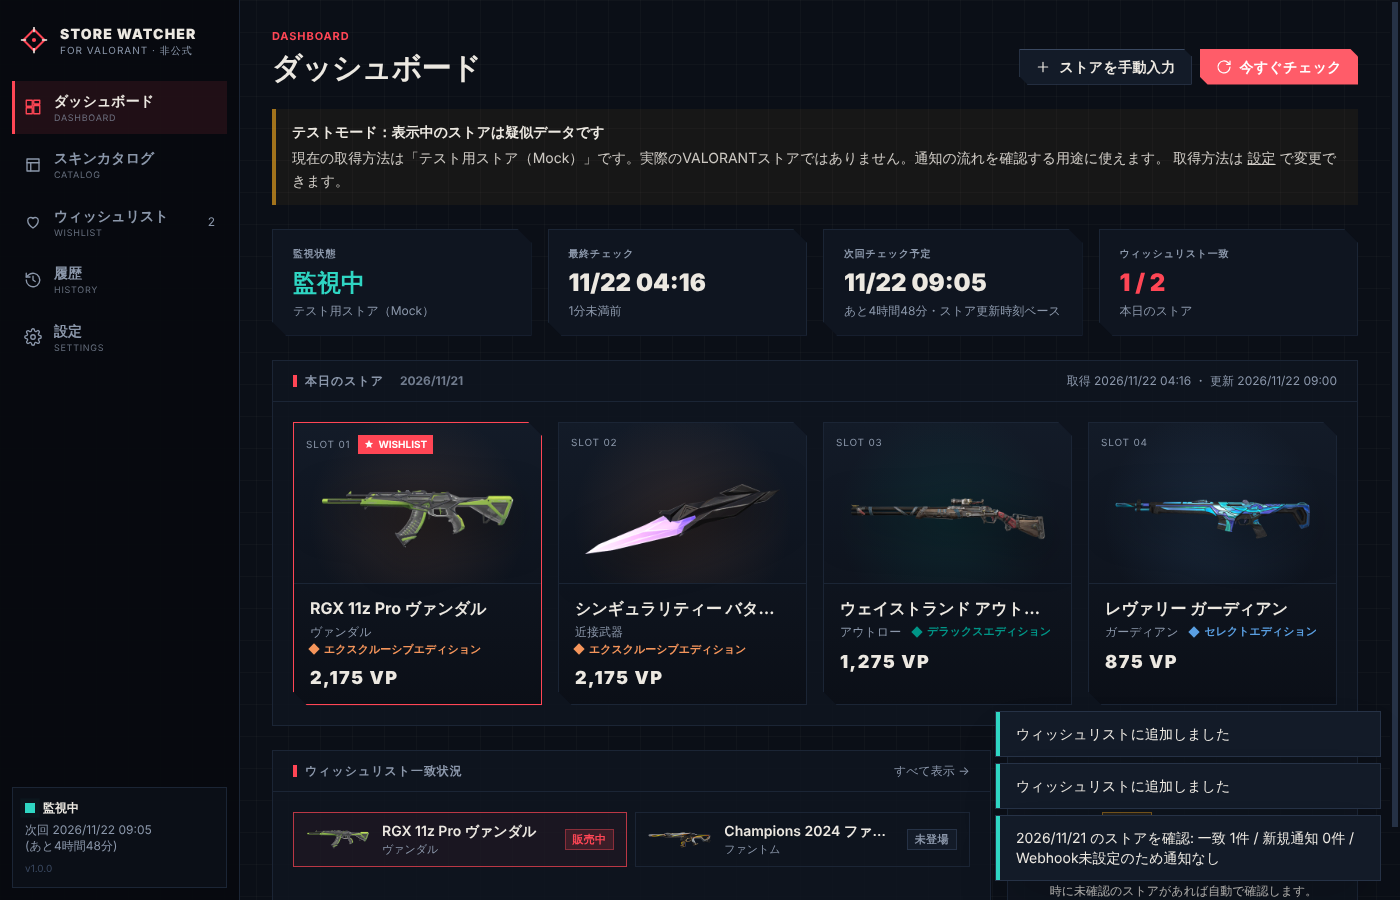 STORE WATCHER
FOR VALORANT · 非公式
ダッシュボード
DASHBOARD
スキンカタログ
CATALOG
ウィッシュリスト
WISHLIST
2
履歴
HISTORY
設定
SETTINGS
監視中
次回 2026/11/22 09:05
(あと4時間48分)
v1.0.0
DASHBOARD
ダッシュボード
ストアを手動入力
今すぐチェック
テストモード：表示中のストアは疑似データです
現在の取得方法は「テスト用ストア（Mock）」です。実際のVALORANTストアではありません。通知の流れを確認する用途に使えます。 取得方法は 設定 で変更で
きます。
監視状態
監視中
テスト用ストア（Mock）
最終チェック
11/22 04:16
1分未満前
次回チェック予定
11/22 09:05
あと4時間48分・ストア更新時刻ベース
ウィッシュリスト一致
1 / 2
本日のストア
本日のストア 2026/11/21
取得 2026/11/22 04:16 ・ 更新 2026/11/22 09:00
SLOT 01 ★ WISHLIST
RGX 11z Pro ヴァンダル
ヴァンダル
エクスクルーシブエディション
2,175 VP
SLOT 02
シンギュラリティー バタ…
近接武器
エクスクルーシブエディション
2,175 VP
SLOT 03
ウェイストランド アウト…
アウトロー デラックスエディション
1,275 VP
SLOT 04
レヴァリー ガーディアン
ガーディアン セレクトエディション
875 VP
ウィッシュリスト一致状況
すべて表示 →
RGX 11z Pro ヴァンダル
ヴァンダル
販売中
Champions 2024 ファ…
ファントム
未登場
ウィッシュリストに追加しました
ウィッシュリストに追加しました
2026/11/21 のストアを確認: 一致 1件 / 新規通知 0件 /
Webhook未設定のため通知なし
時に未確認のストアがあれば自動で確認します。